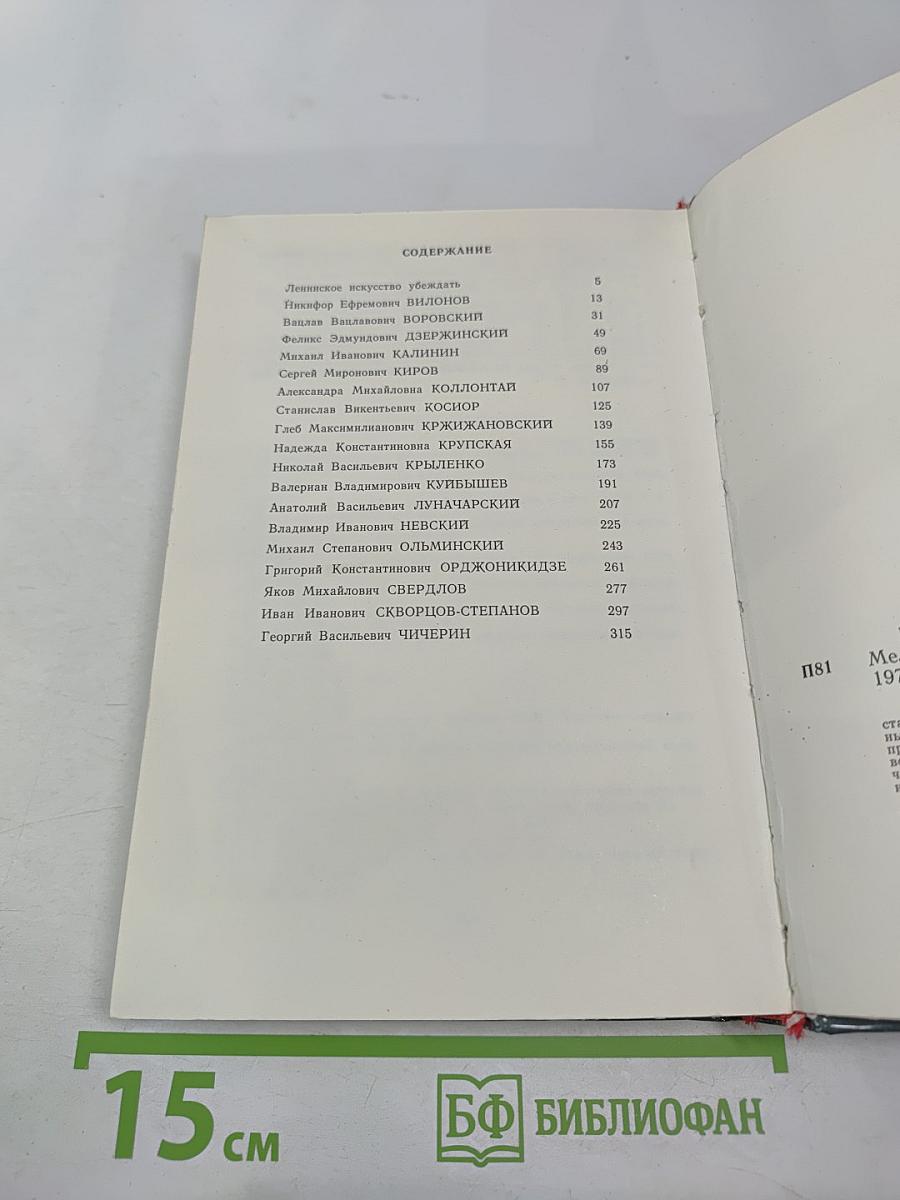 СОДЕРЖАНИЕ
Ленинское искусство убеждать 5
Никифор Ефремович ВИЛОНОВ 13
Вацлав Вацлавович ВОРОВСКИЙ 31
Феликс Эдмундович ДЗЕРЖИНСКИЙ 49
Михаил Иванович КАЛИНИН 69
Сергей Миронович КИРОВ 89
Александра Михайловна КОЛЛОНТАЙ 107
Станислав Викентьевич КОСИОР 125
Глеб Максимилианович КРЖИЖАНОВСКИЙ 139
Надежда Константиновна КРУПСКАЯ 155
Николай Васильевич КРЫЛЕНКО 173
Валериан Владимирович КУЙБЫШЕВ 191
Анатолий Васильевич ЛУНАЧАРСКИЙ 207
Владимир Иванович НЕВСКИЙ 225
Михаил Степанович ОЛЬМИНСКИЙ 243
Григорий Константинович ОРДЖОНИКИДЗЕ 261
Яков Михайлович СВЕРДЛОВ 277
Иван Иванович СКВОРЦОВ-СТЕПАНОВ 297
Георгий Васильевич ЧИЧЕРИН 315
П81 Ме
197
ста
пр
15 см
БФ БИБЛИОФАН